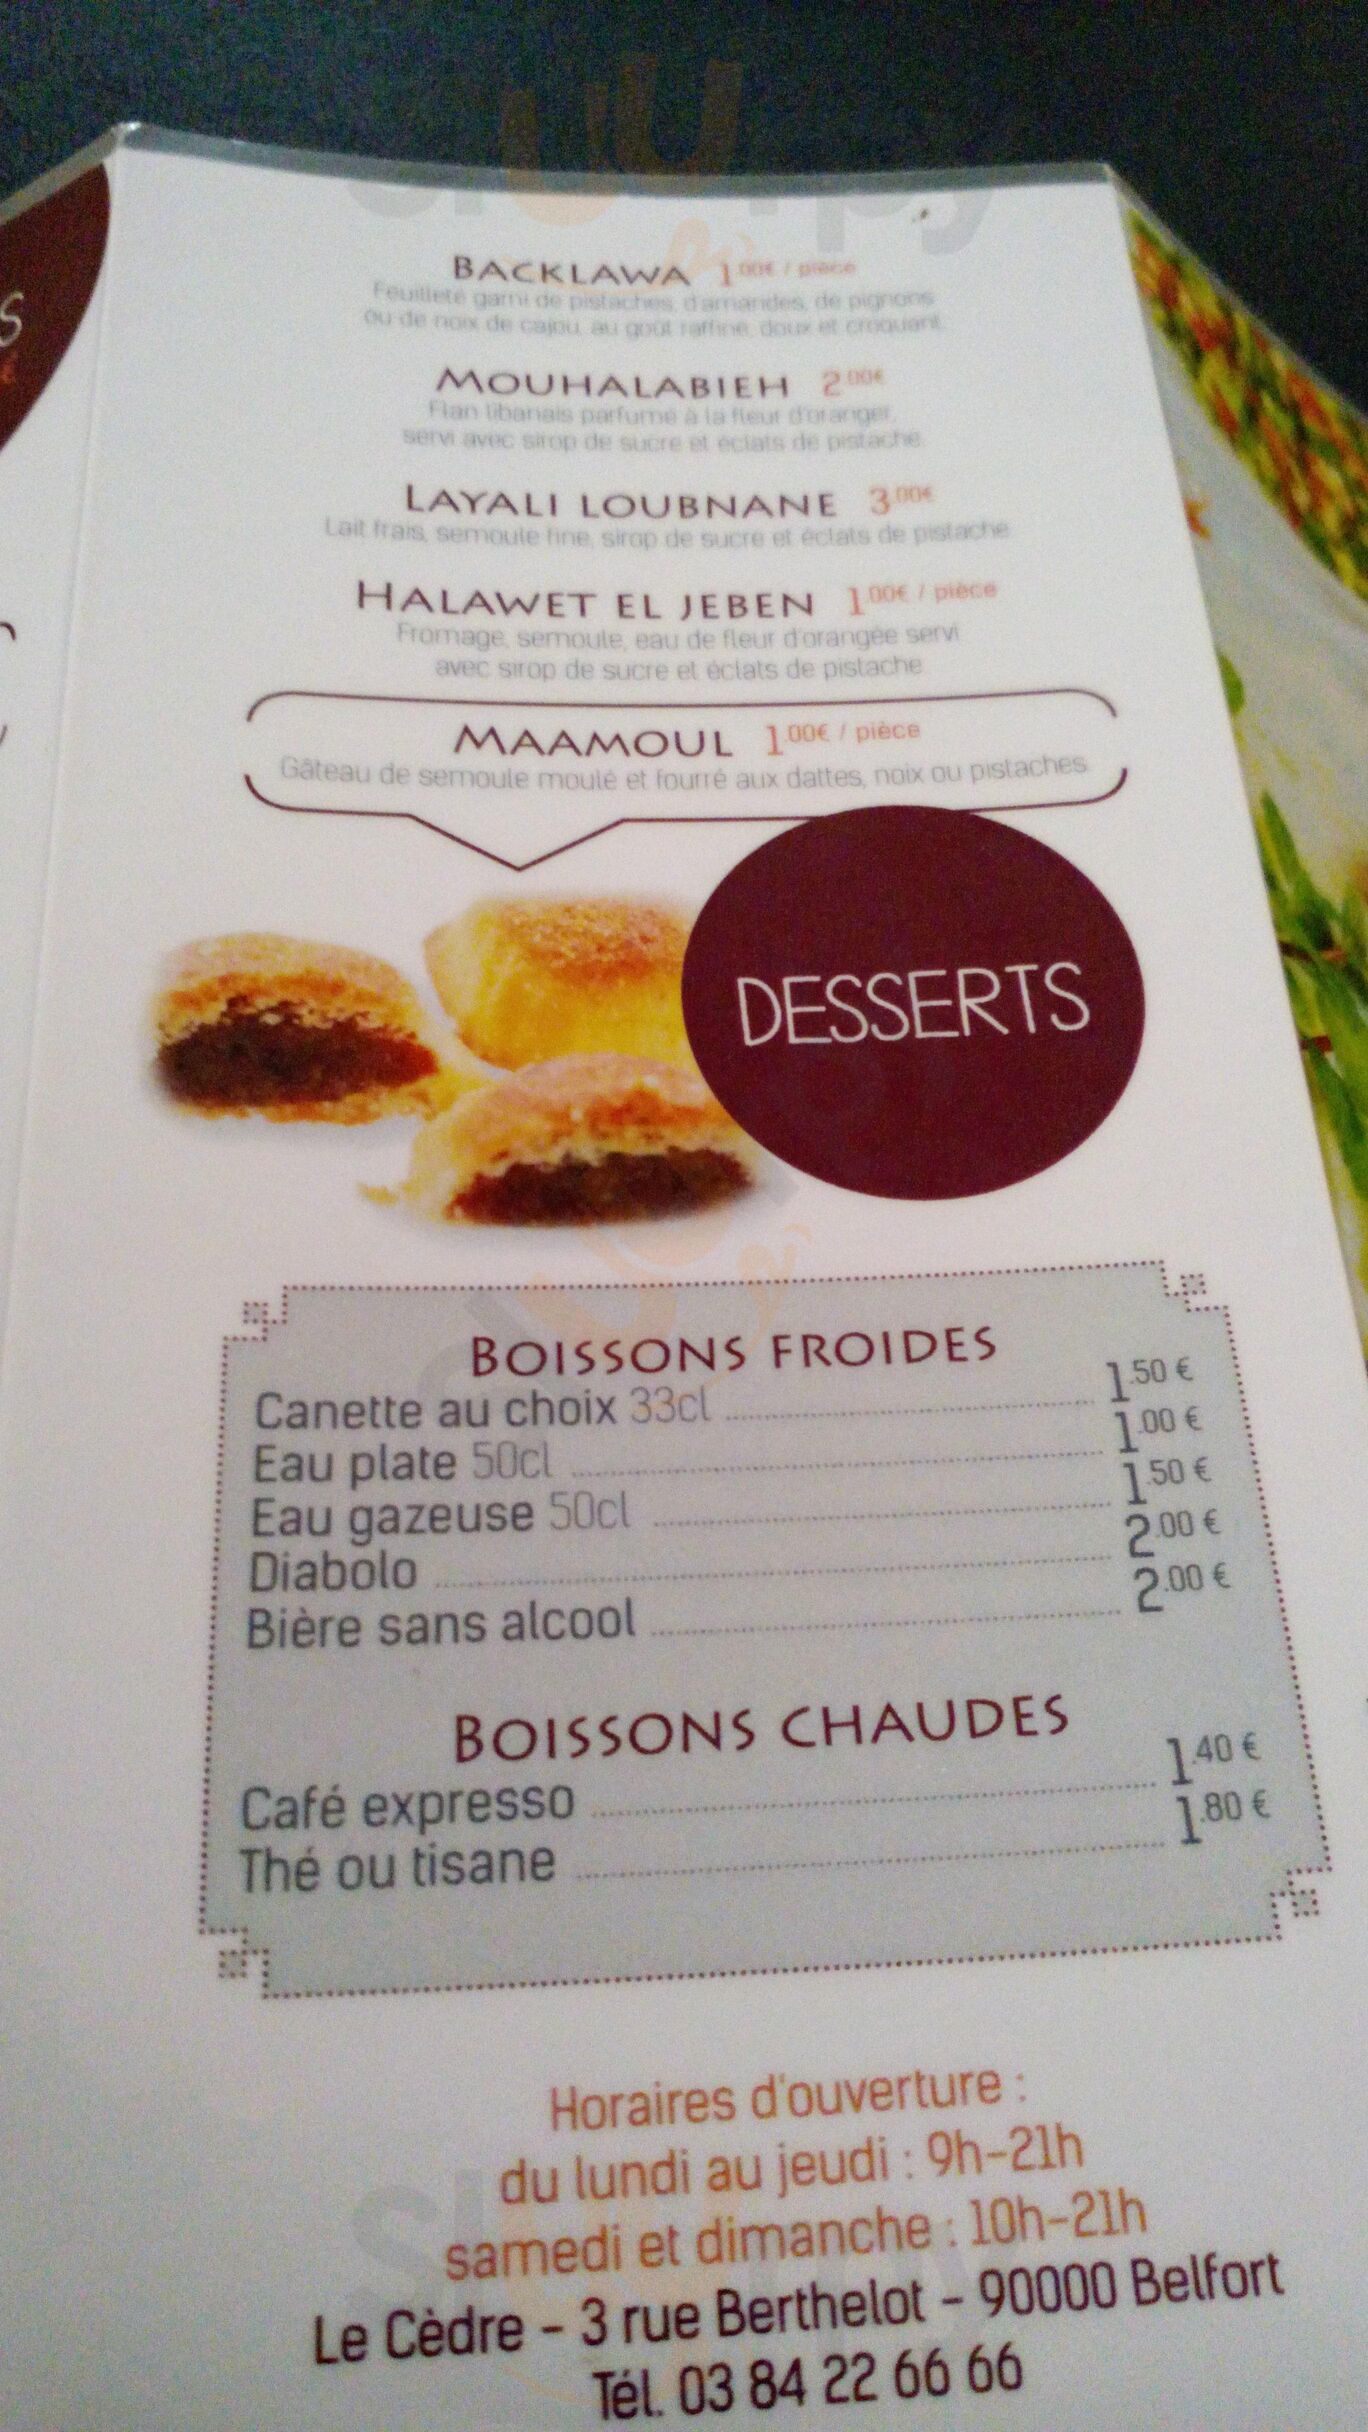 BACKLAWA 1.00€ / pièce
Feuilleté garni de pistaches, d'amandes, de pignons
ou de noix de cajou, au goût raffiné, doux et croquant.
MOUHALABIEH 2.00€
Flan libanais parfumé à la fleur d'oranger,
servi avec sirop de sucre et éclats de pistache.
LAYALI LOUBNANE 3.00€
Lait frais, semoule fine, sirop de sucre et éclats de pistache
HALAWET EL JEBEN 1.00€ / pièce
Fromage, semoule, eau de fleur d'orangée servi
avec sirop de sucre et éclats de pistache
MAAMOUL 1.00€ / pièce
Gâteau de semoule moulé et fourré aux dattes, noix ou pistaches
DESSERTS
BOISSONS FROIDES
Canette au choix 33cl 1.50 €
Eau plate 50cl 1.00 €
Eau gazeuse 50cl 1.50 €
Diabolo 2.00 €
Bière sans alcool 2.00 €
BOISSONS CHAUDES
Café expresso 1.40 €
Thé ou tisane 1.80 €
Horaires d'ouverture :
du lundi au jeudi : 9h-21h
samedi et dimanche : 10h-21h
Le Cèdre - 3 rue Berthelot - 90000 Belfort
Tél. 03 84 22 66 66